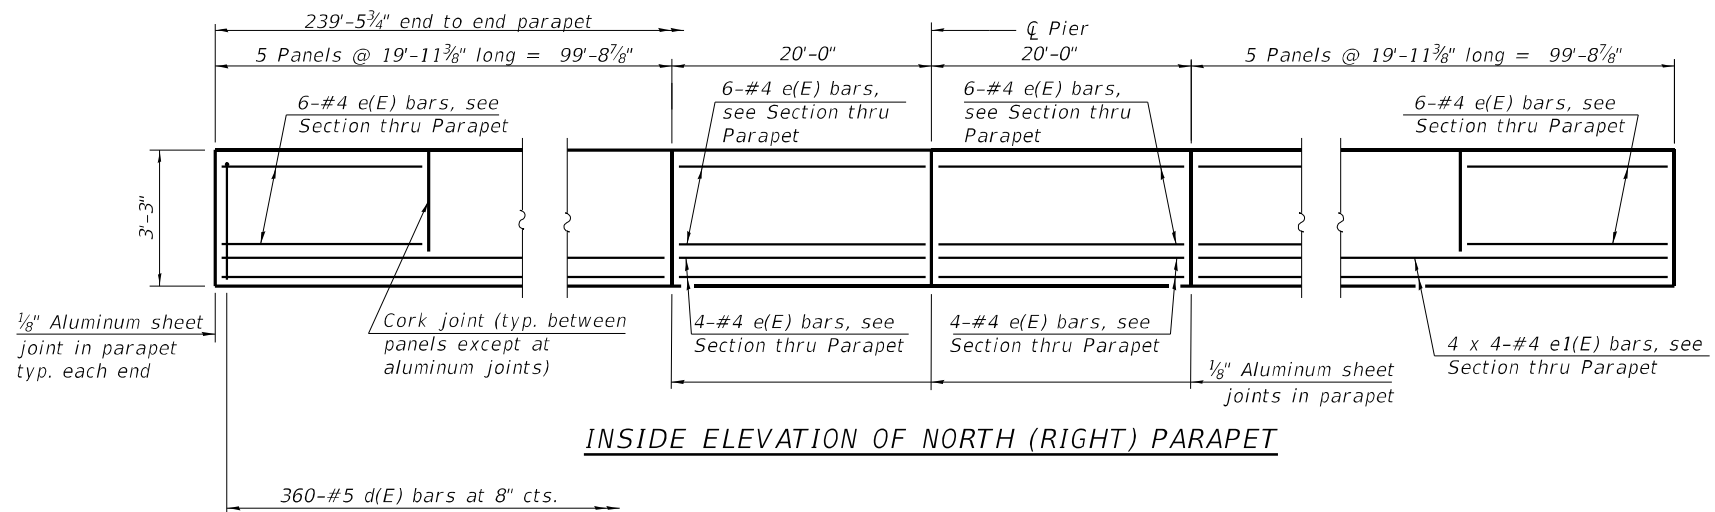 239'-5¾" end to end parapet
℄ Pier
5 Panels @ 19'-11⅜" long = 99'-8⅞"
20'-0"
20'-0"
5 Panels @ 19'-11⅜" long = 99'-8⅞"
6-#4 e(E) bars, see
Section thru Parapet
6-#4 e(E) bars,
see Section thru
Parapet
6-#4 e(E) bars,
see Section thru
Parapet
6-#4 e(E) bars, see
Section thru Parapet
3'-3"
⅛" Aluminum sheet
joint in parapet
typ. each end
Cork joint (typ. between
panels except at
aluminum joints)
4-#4 e(E) bars, see
Section thru Parapet
4-#4 e(E) bars, see
Section thru Parapet
4 x 4-#4 e1(E) bars, see
Section thru Parapet
⅛" Aluminum sheet
joints in parapet
INSIDE ELEVATION OF NORTH (RIGHT) PARAPET
360-#5 d(E) bars at 8" cts.